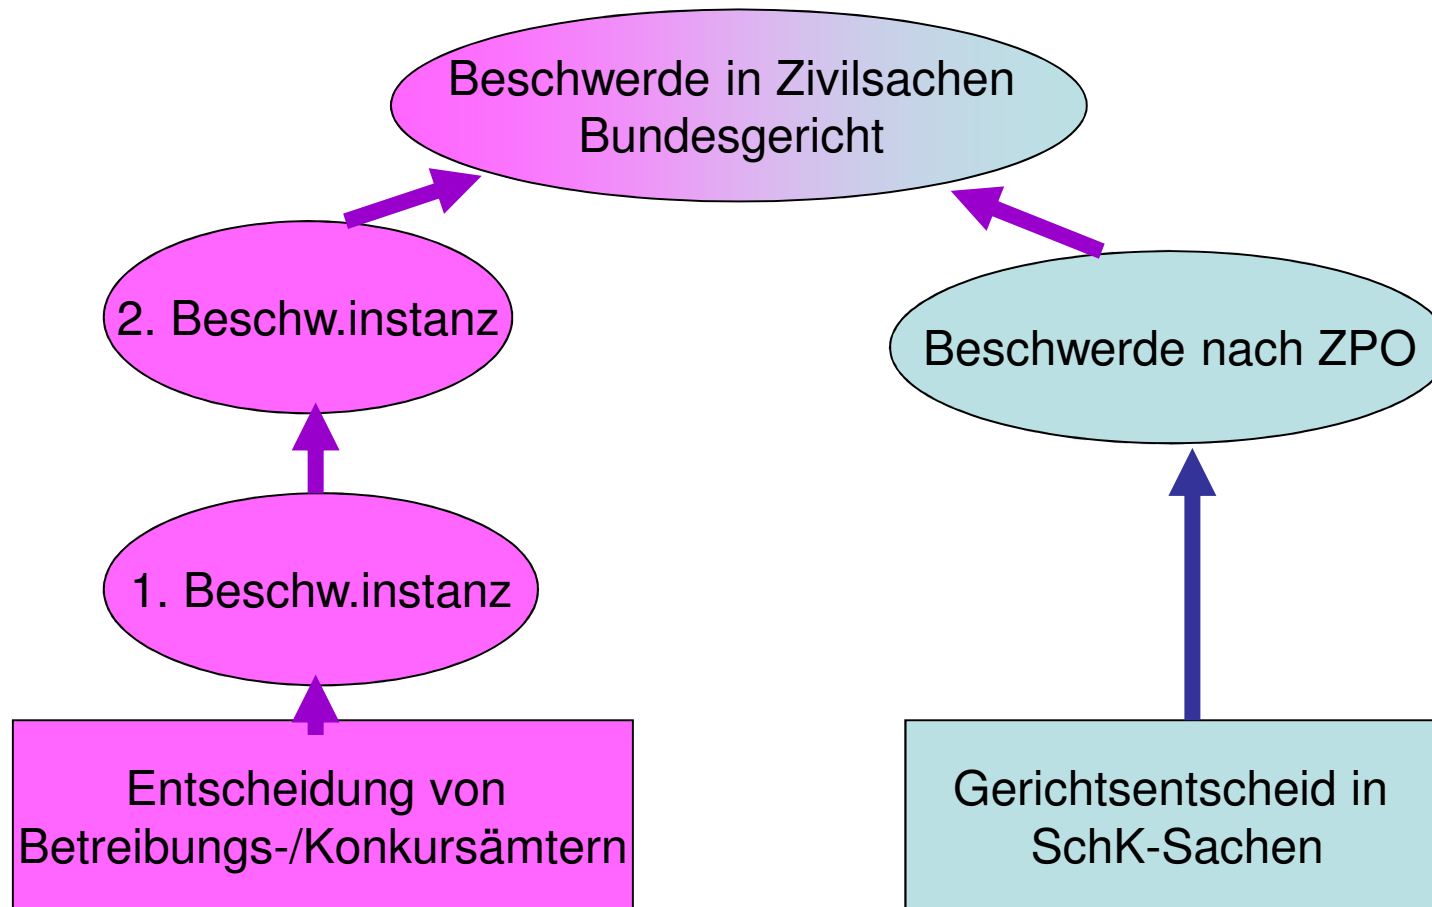 Beschwerde in Zivilsachen
Bundesgericht
2. Beschw.instanz
Beschwerde nach ZPO
1. Beschw.instanz
Entscheidung von
Betreibungs-/Konkursämtern
Gerichtsentscheid in
SchK-Sachen